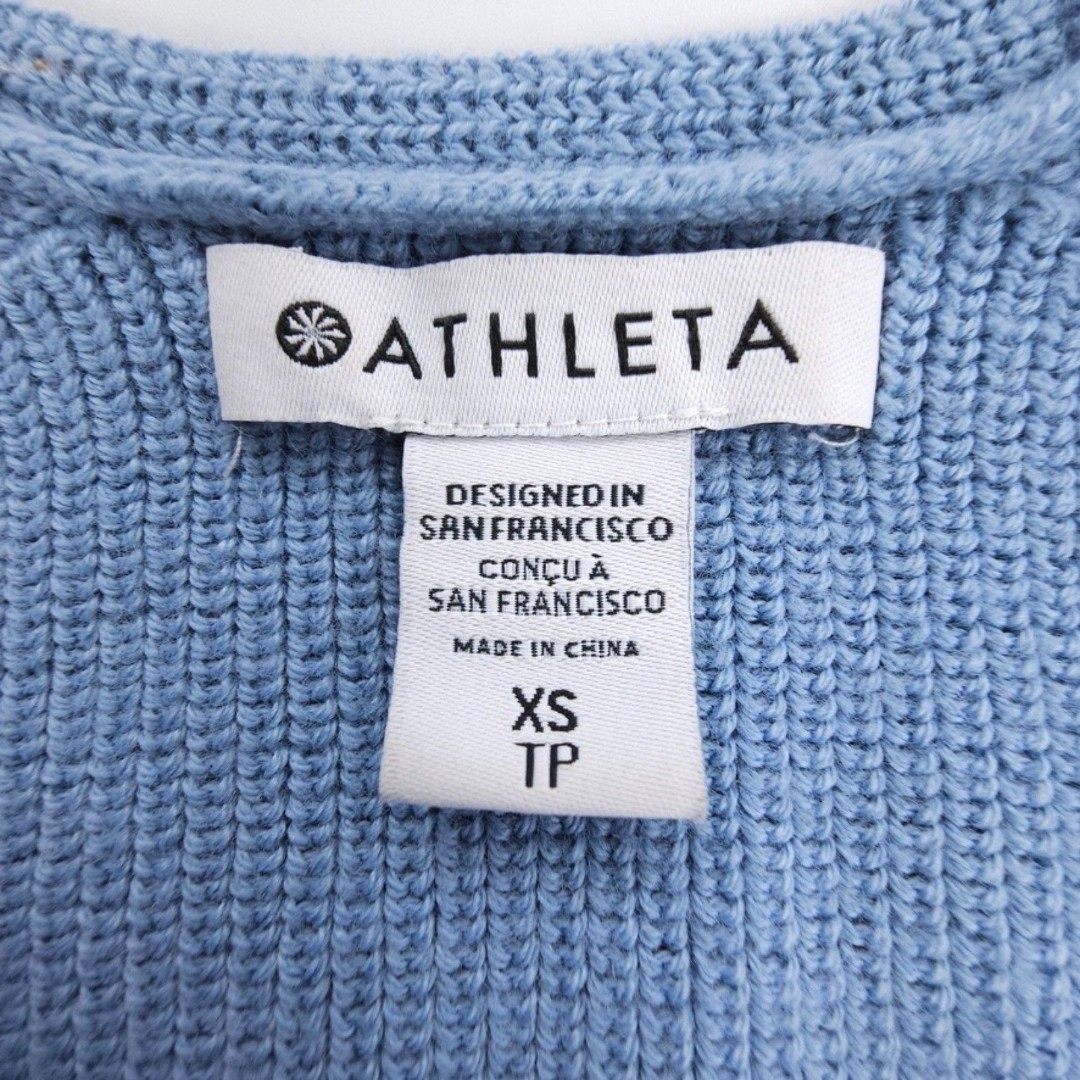 ATHLETA
DESIGNED IN
SAN FRANCISCO
CONÇU À
SAN FRANCISCO
MADE IN CHINA
XS
TP